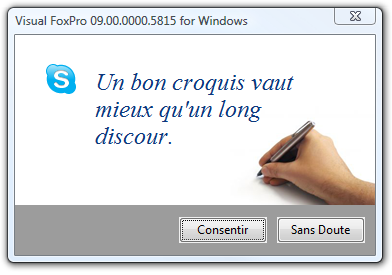 Visual FoxPro 09.00.0000.5815 for Windows
Un bon croquis vaut
mieux qu'un long
discour.
Consentir
Sans Doute